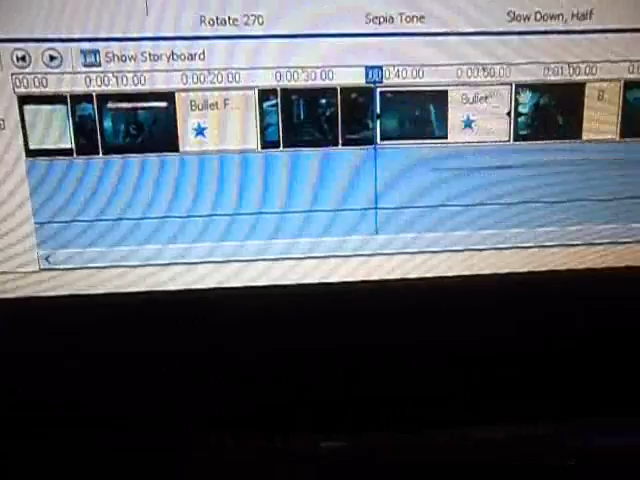 Rotate 270 Sepia Tone Slow Down, Half
Show Storyboard
00.00 0:00:10.00 0:00:20.00 0:00:30.00 0:40.00 0:00:50.00 0:01:00.00
Bullet F... Bullet... B